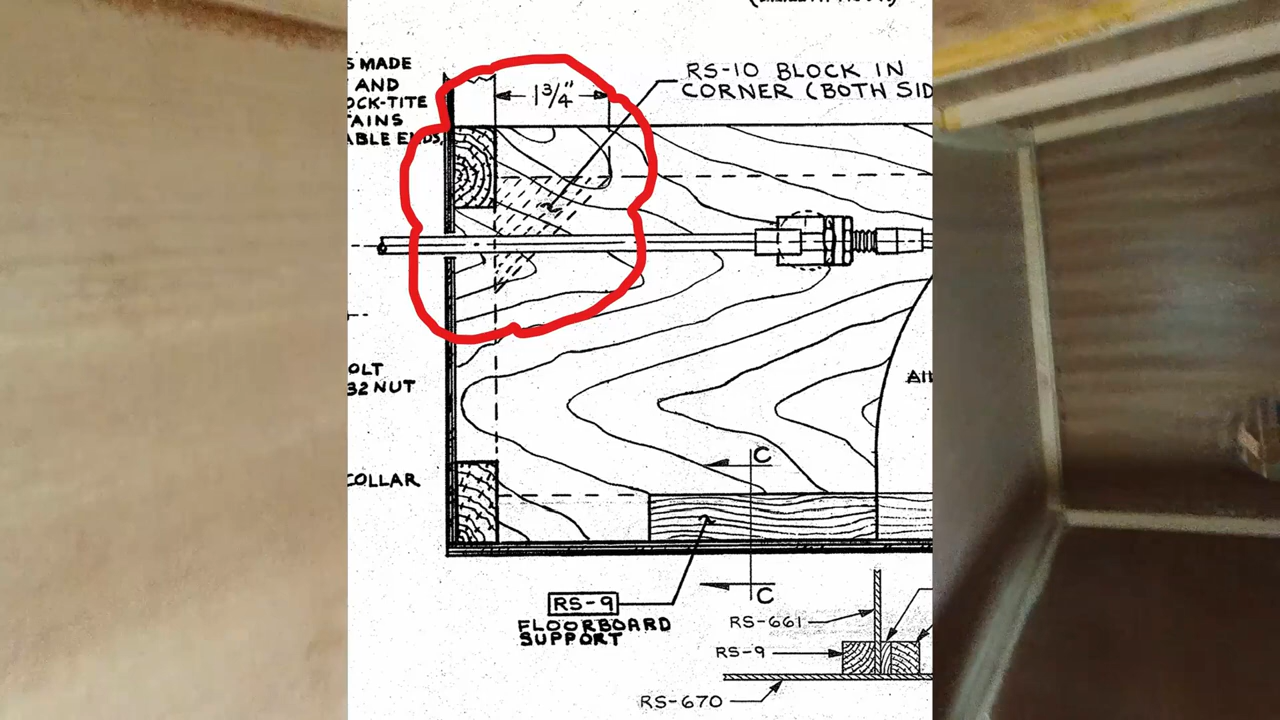 S MADE
AND
OCK-TITE
AINS
ABLE ENDS,
1 3/4"
RS-10 BLOCK IN
CORNER (BOTH SID
OLT
32 NUT
COLLAR
C
C
RS-9
FLOORBOARD
SUPPORT
RS-661
RS-9
RS-670